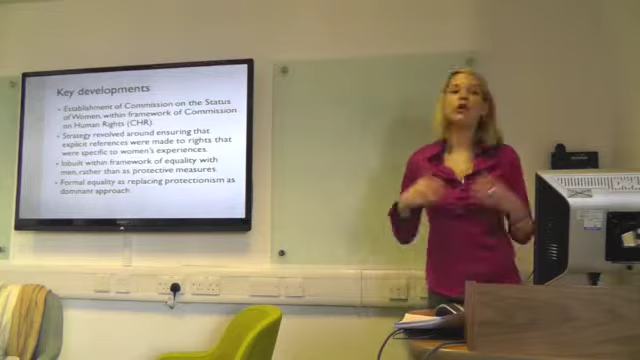 Key developments
Establishment of Commission on the Status
of Women, within framework of Commission
on Human Rights (CHR).
Strategy revolved around ensuring that
explicit references were made to rights that
were specific to women's experiences.
Inbuilt within framework of equality with
men, rather than as protective measures.
Formal equality as replacing protectionism as
dominant approach.